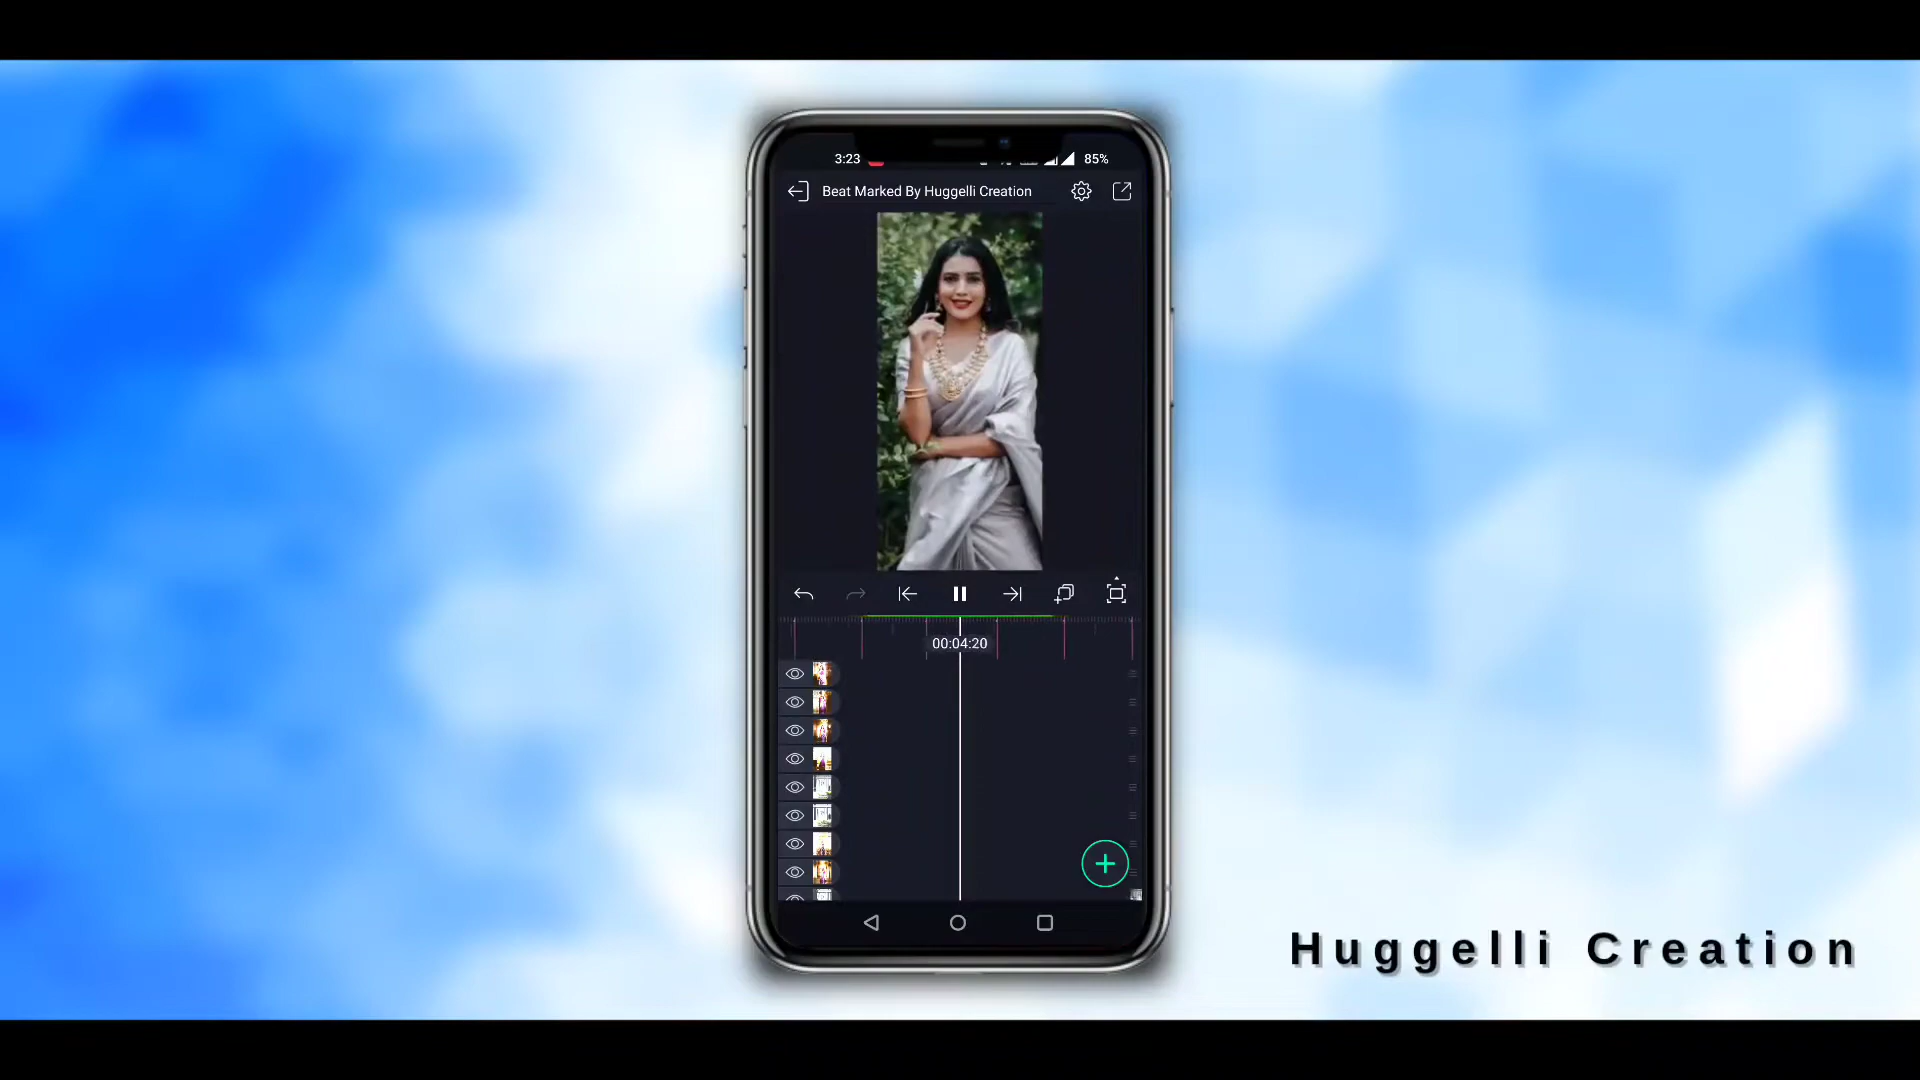 3:23
85%
Beat Marked By Huggelli Creation
00:04:20
Huggelli Creation